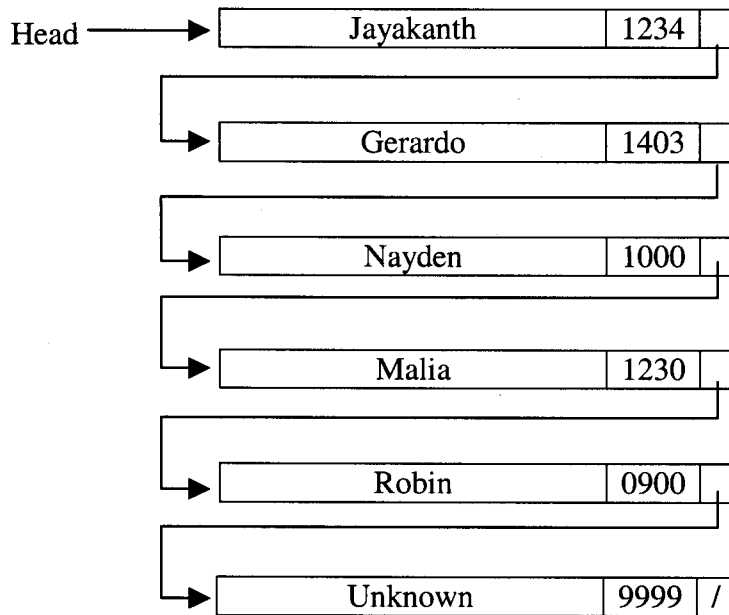 Head Jayakanth 1234
Gerardo 1403
Nayden 1000
Malia 1230
Robin 0900
Unknown 9999 /